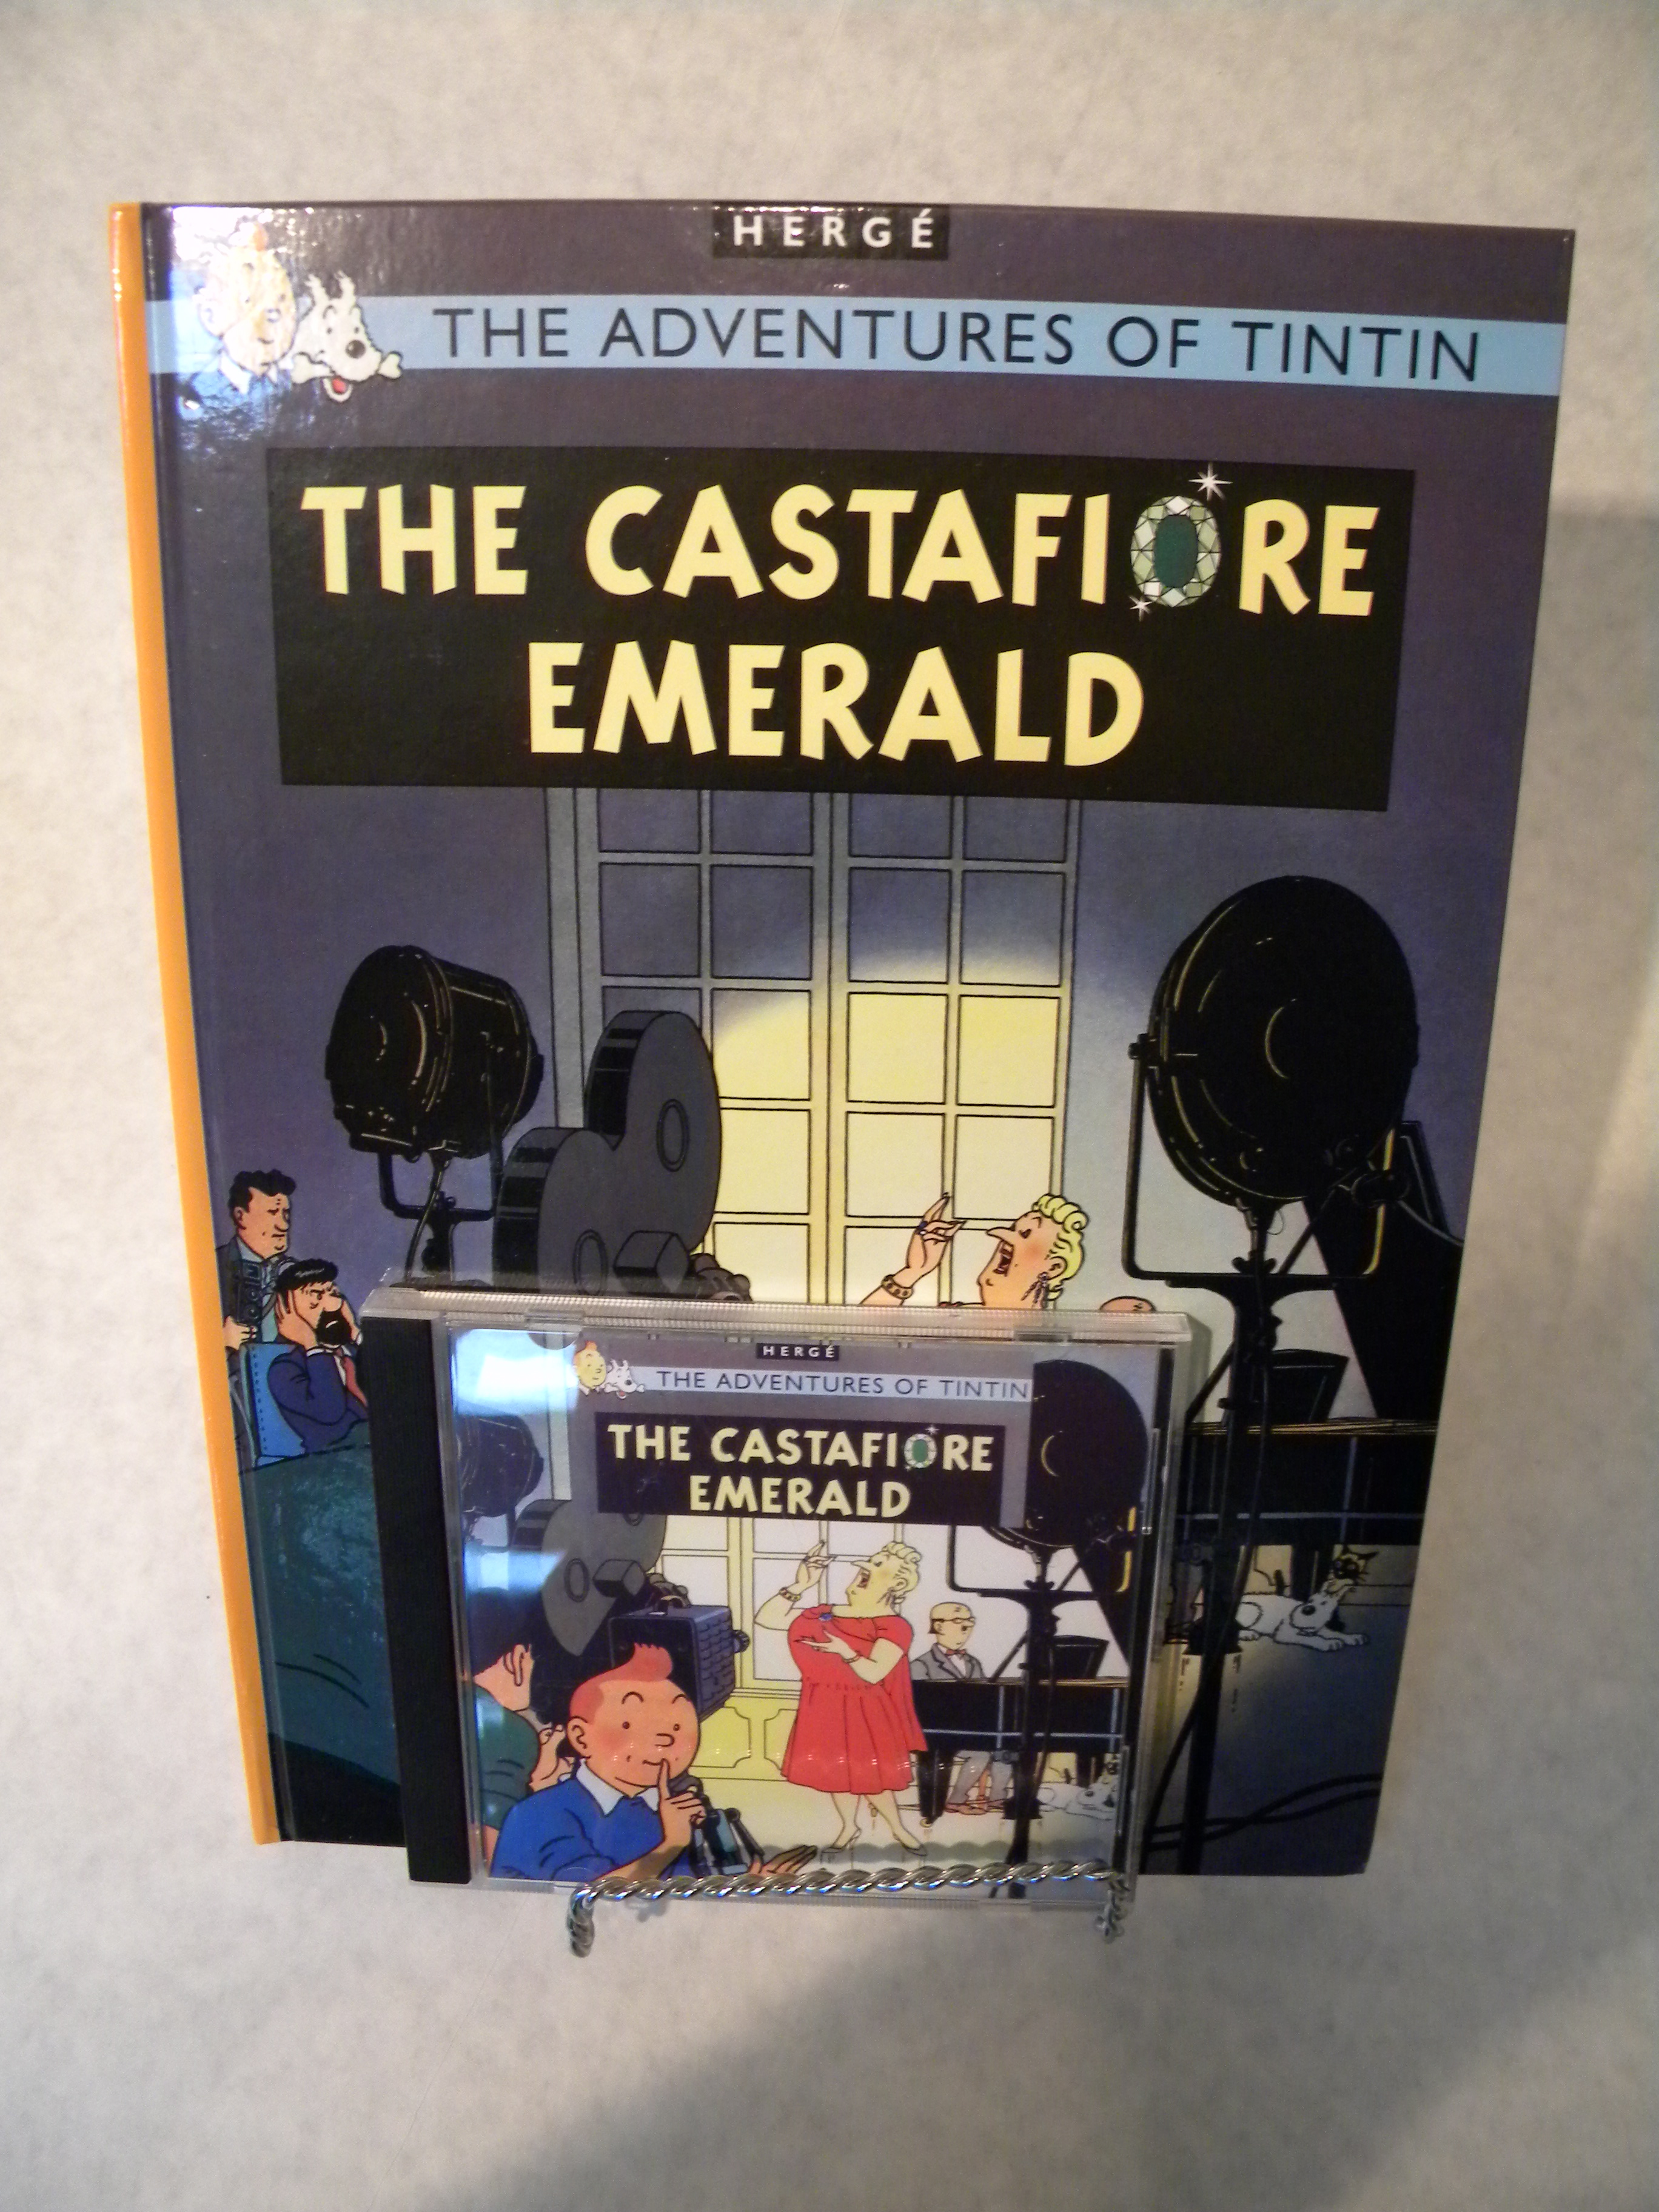 HERGÉ
THE ADVENTURES OF TINTIN
THE CASTAFIORE
EMERALD
HERGÉ
THE ADVENTURES OF TINTIN
THE CASTAFIORE
EMERALD